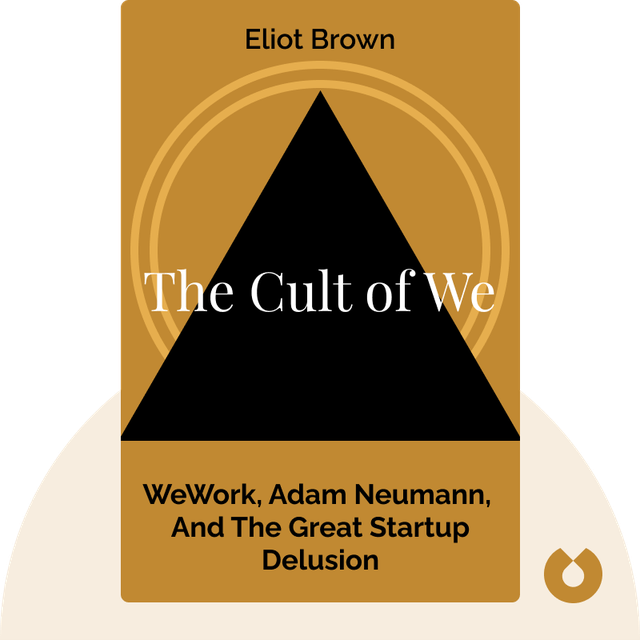 Eliot Brown
The Cult of We
WeWork, Adam Neumann,
And The Great Startup
Delusion